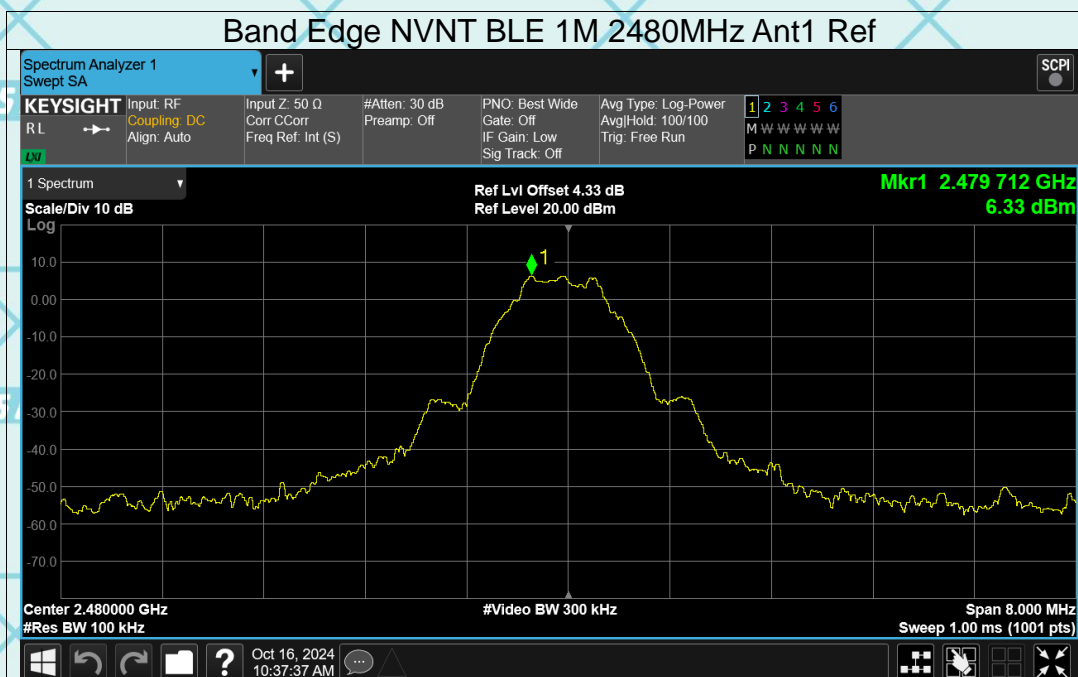 Band Edge NVNT BLE 1M 2480MHz Ant1 Ref
Spectrum Analyzer 1
Swept SA
+
SCPI
KEYSIGHT
RL
LXI
Input: RF
Coupling: DC
Align: Auto
Input Z: 50 Ω
Corr CCorr
Freq Ref: Int (S)
#Atten: 30 dB
Preamp: Off
PNO: Best Wide
Gate: Off
IF Gain: Low
Sig Track: Off
Avg Type: Log-Power
Avg|Hold: 100/100
Trig: Free Run
1 2 3 4 5 6
M W W W W W
P N N N N N
1 Spectrum
Scale/Div 10 dB
Log
Ref Lvl Offset 4.33 dB
Ref Level 20.00 dBm
Mkr1 2.479 712 GHz
6.33 dBm
1
10.0
0.00
-10.0
-20.0
-30.0
-40.0
-50.0
-60.0
-70.0
Center 2.480000 GHz
#Res BW 100 kHz
#Video BW 300 kHz
Span 8.000 MHz
Sweep 1.00 ms (1001 pts)
?
Oct 16, 2024
10:37:37 AM